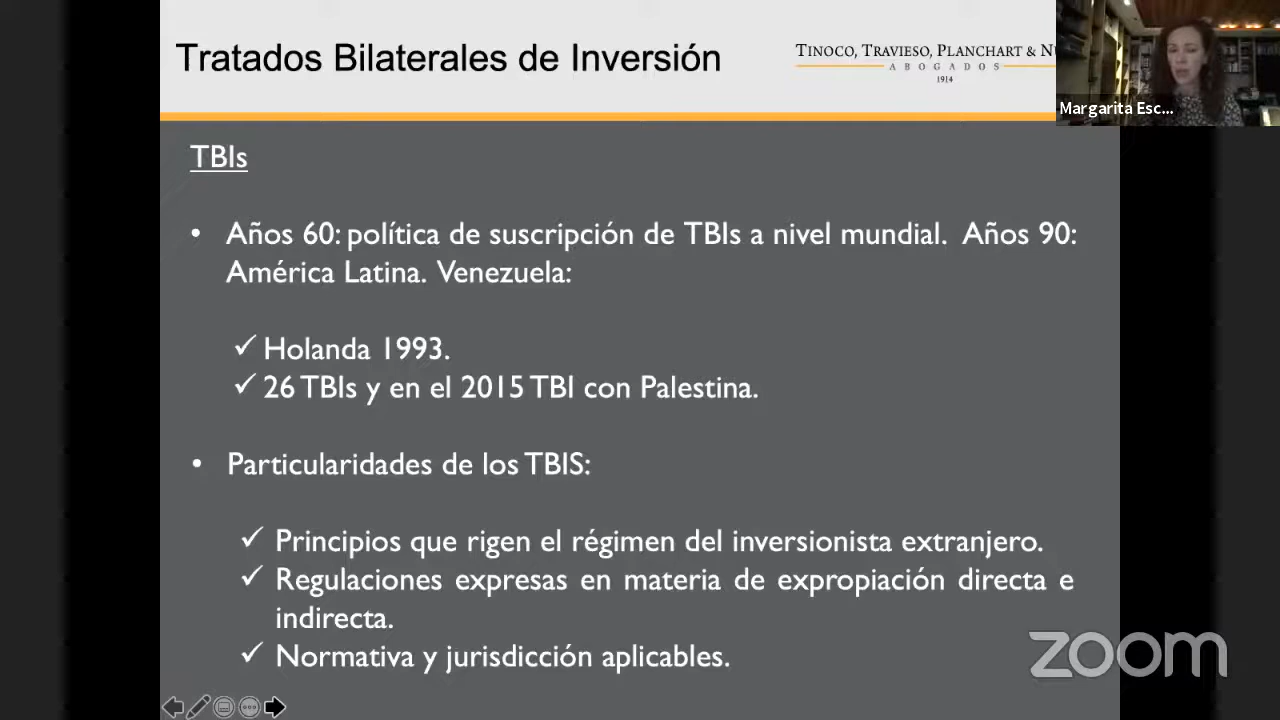 Tratados Bilaterales de Inversión
TINOCO, TRAVIESO, PLANCHART &
ABOGADOS
1914
Margarita Esc...
TBIs
• Años 60: política de suscripción de TBIs a nivel mundial. Años 90:
América Latina. Venezuela:
✓ Holanda 1993.
✓ 26 TBIs y en el 2015 TBI con Palestina.
• Particularidades de los TBIS:
✓ Principios que rigen el régimen del inversionista extranjero.
✓ Regulaciones expresas en materia de expropiación directa e
indirecta.
✓ Normativa y jurisdicción aplicables.
zoom